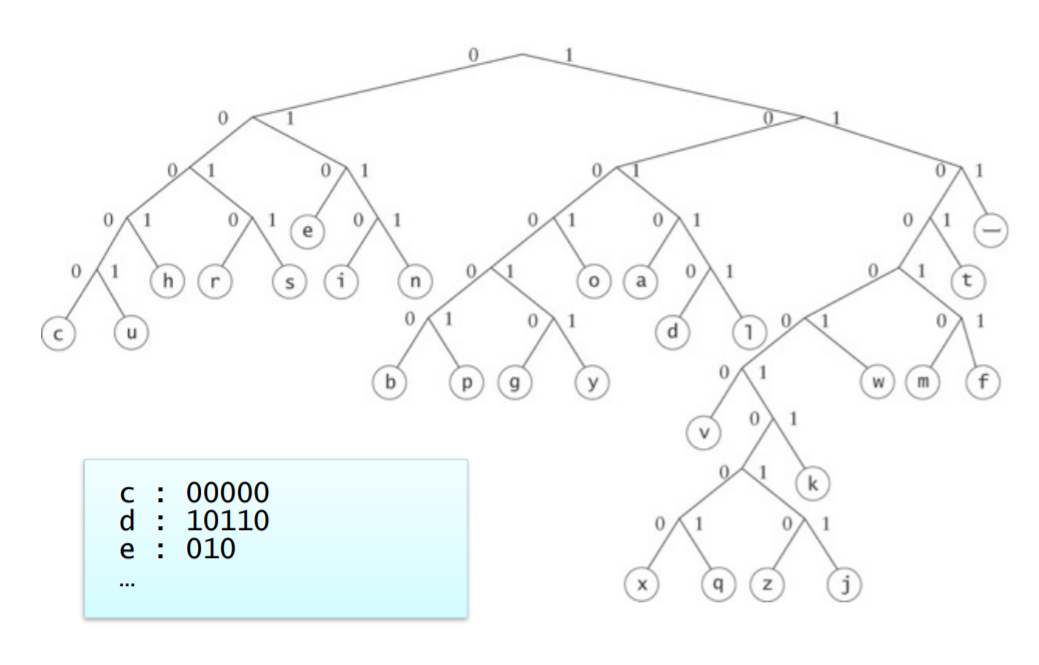 0 1
0 1 0 1
0 1 0 1 0 1 0 1
0 1 0 1 e 0 1 0 1 0 1 0 1 _
0 1 h r s i n 0 1 o a 0 1 0 1 t
c u 0 1 0 1 d l 0 1 0 1
b p g y 0 1 w m f
v 0 1
0 1 k
0 1 0 1
x q z j
c : 00000
d : 10110
e : 010
…